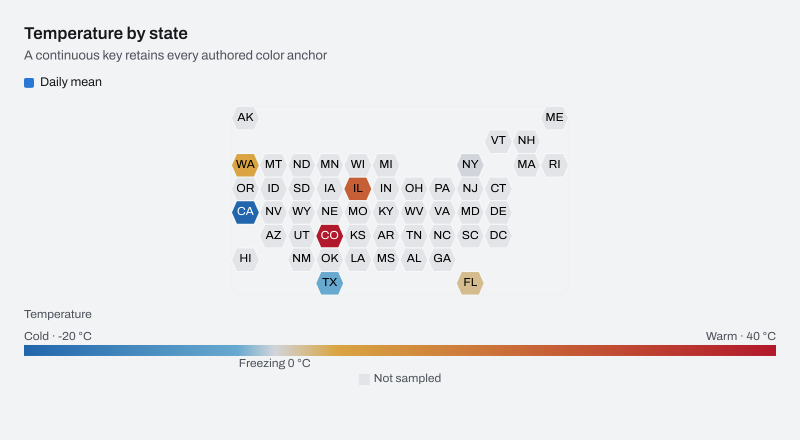 Temperature by state
A continuous key retains every authored color anchor
Daily mean
AK ME
VT NH
WA MT ND MN WI MI NY MA RI
OR ID SD IA IL IN OH PA NJ CT
CA NV WY NE MO KY WV VA MD DE
AZ UT CO KS AR TN NC SC DC
HI NM OK LA MS AL GA
TX FL
Temperature
Cold · -20 °C Warm · 40 °C
Freezing 0 °C
Not sampled